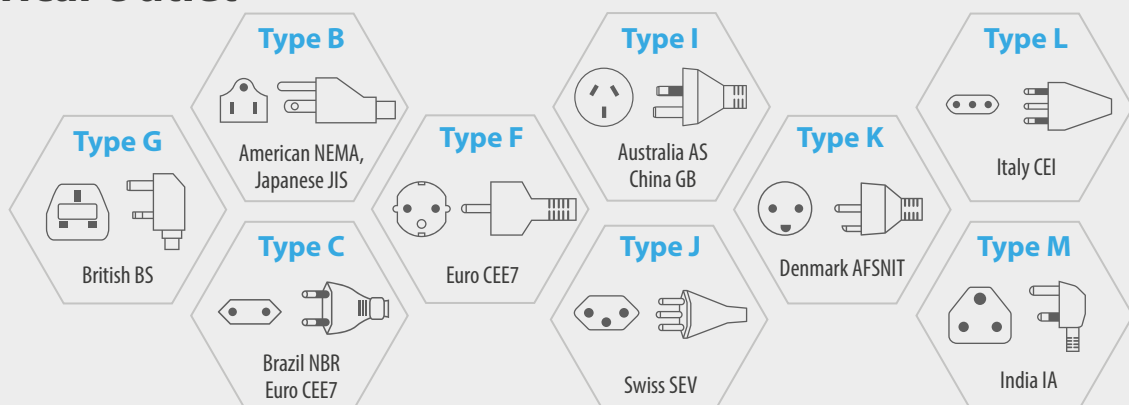 Type G
British BS
Type B
American NEMA,
Japanese JIS
Type C
Brazil NBR
Euro CEE7
Type F
Euro CEE7
Type I
Australia AS
China GB
Type J
Swiss SEV
Type K
Denmark AFSNIT
Type L
Italy CEI
Type M
India IA